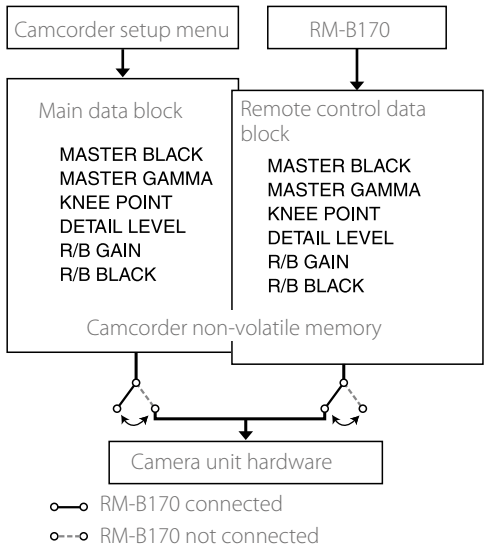 Camcorder setup menu
RM-B170
Main data block
MASTER BLACK
MASTER GAMMA
KNEE POINT
DETAIL LEVEL
R/B GAIN
R/B BLACK
Remote control data
block
MASTER BLACK
MASTER GAMMA
KNEE POINT
DETAIL LEVEL
R/B GAIN
R/B BLACK
Camcorder non-volatile memory
Camera unit hardware
RM-B170 connected
RM-B170 not connected